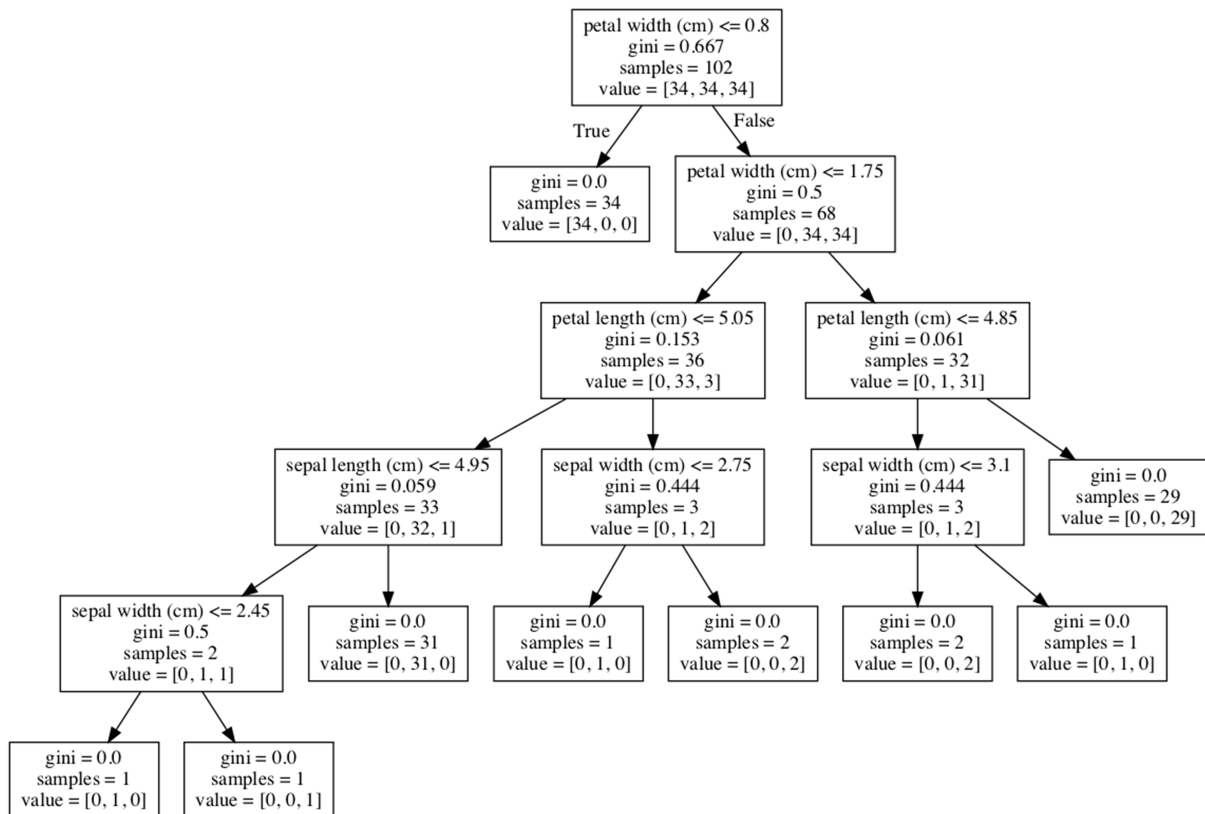 petal width (cm) <= 0.8
gini = 0.667
samples = 102
value = [34, 34, 34]
True
False
gini = 0.0
samples = 34
value = [34, 0, 0]
petal width (cm) <= 1.75
gini = 0.5
samples = 68
value = [0, 34, 34]
petal length (cm) <= 5.05
gini = 0.153
samples = 36
value = [0, 33, 3]
petal length (cm) <= 4.85
gini = 0.061
samples = 32
value = [0, 1, 31]
sepal length (cm) <= 4.95
gini = 0.059
samples = 33
value = [0, 32, 1]
sepal width (cm) <= 2.75
gini = 0.444
samples = 3
value = [0, 1, 2]
sepal width (cm) <= 3.1
gini = 0.444
samples = 3
value = [0, 1, 2]
gini = 0.0
samples = 29
value = [0, 0, 29]
sepal width (cm) <= 2.45
gini = 0.5
samples = 2
value = [0, 1, 1]
gini = 0.0
samples = 31
value = [0, 31, 0]
gini = 0.0
samples = 1
value = [0, 1, 0]
gini = 0.0
samples = 2
value = [0, 0, 2]
gini = 0.0
samples = 2
value = [0, 0, 2]
gini = 0.0
samples = 1
value = [0, 1, 0]
gini = 0.0
samples = 1
value = [0, 1, 0]
gini = 0.0
samples = 1
value = [0, 0, 1]